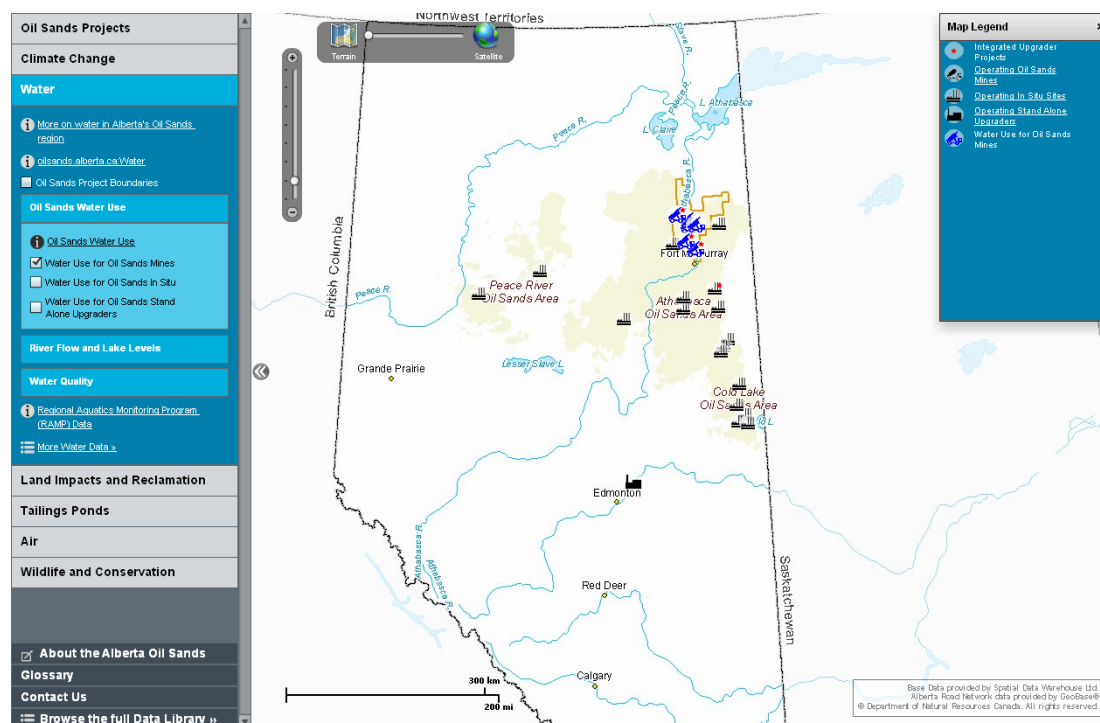 Oil Sands Projects
Climate Change
Water
More on water in Alberta's Oil Sands
region
oilsands.alberta.ca:Water
Oil Sands Project Boundaries
Oil Sands Water Use
Oil Sands Water Use
Water Use for Oil Sands Mines
Water Use for Oil Sands In Situ
Water Use for Oil Sands Stand
Alone Upgraders
River Flow and Lake Levels
Water Quality
Regional Aquatics Monitoring Program
(RAMP) Data
More Water Data »
Land Impacts and Reclamation
Tailings Ponds
Air
Wildlife and Conservation
About the Alberta Oil Sands
Glossary
Contact Us
Browse the full Data Library »
Northwest Territories
Terrain
Satellite
Slave R.
Peace R.
L. Athabasca
L. Claire
Peace R.
Athabasca R.
British Columbia
Fort McMurray
Peace River
Oil Sands Area
Peace R.
Athabasca
Oil Sands Area
Lesser Slave L.
Grande Prairie
Cold Lake
Oil Sands Area
Edmonton
Athabasca R.
Athabasca R.
Red Deer
Saskatchewan
Calgary
300 km
200 mi
Map Legend
Integrated Upgrader
Projects
Operating Oil Sands
Mines
Operating In Situ Sites
Operating Stand Alone
Upgraders
Water Use for Oil Sands
Mines
Base Data provided by Spatial Data Warehouse Ltd.
Alberta Road Network data provided by GeoBase®
© Department of Natural Resources Canada. All rights reserved.